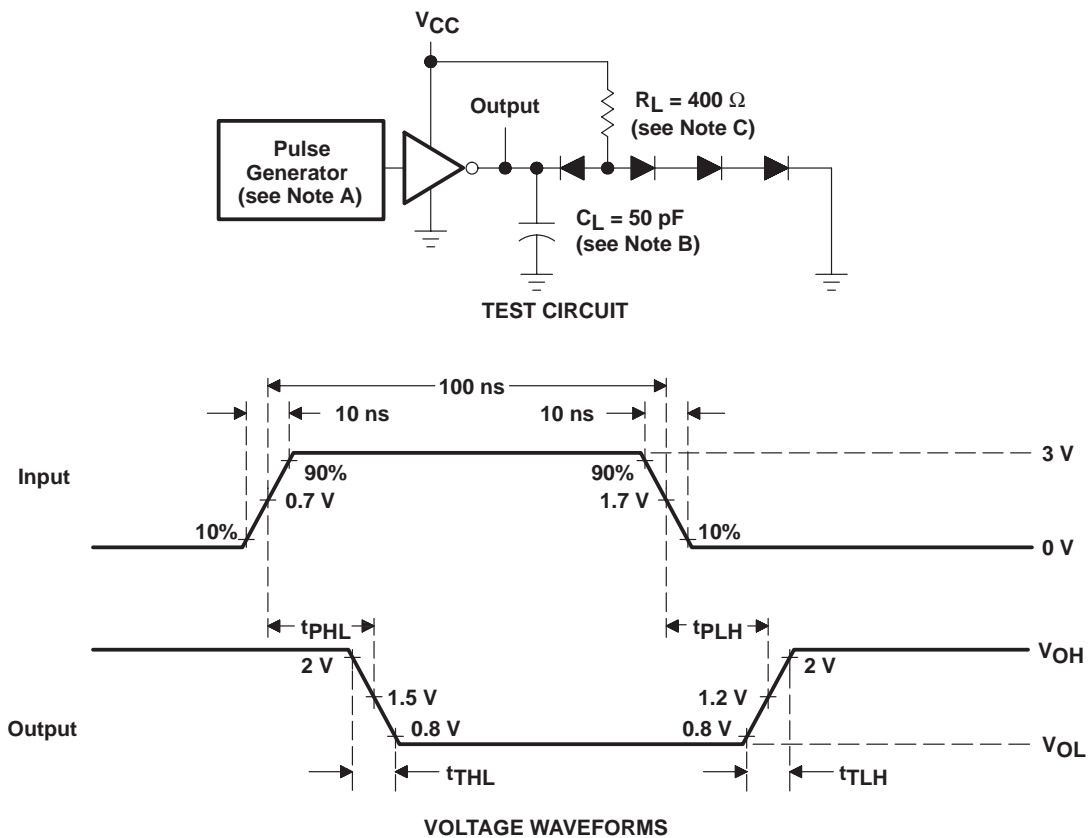 VCC
Output
RL = 400 Ω
(see Note C)
Pulse
Generator
(see Note A)
CL = 50 pF
(see Note B)
TEST CIRCUIT
100 ns
10 ns
10 ns
3 V
Input
90%
90%
0.7 V
1.7 V
10%
10%
0 V
tPHL
tPLH
VOH
2 V
2 V
1.5 V
1.2 V
Output
0.8 V
0.8 V
VOL
tTHL
tTLH
VOLTAGE WAVEFORMS